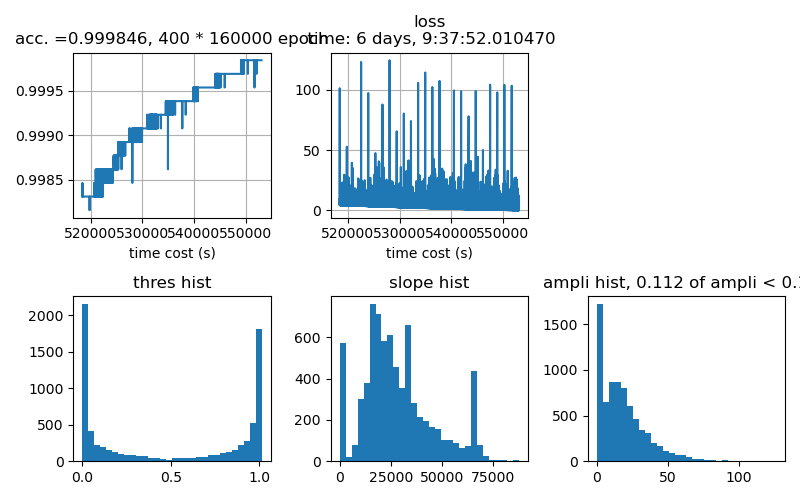 loss
acc. =0.999846, 400 * 160000 epoch
time: 6 days, 9:37:52.010470
0.9995
0.9990
0.9985
520000 530000 540000 550000
time cost (s)
100
50
0
520000 530000 540000 550000
time cost (s)
thres hist
2000
1500
1000
500
0
0.0 0.5 1.0
slope hist
600
400
200
0
0 25000 50000 75000
ampli hist, 0.112 of ampli < 0.1
1500
1000
500
0
0 50 100